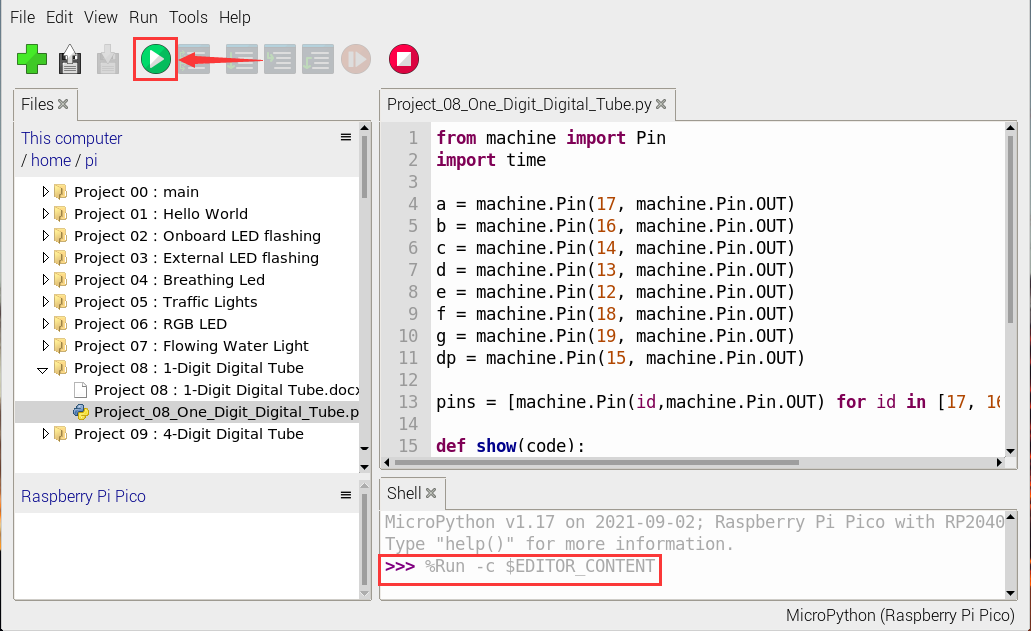 File Edit View Run Tools Help
Files
This computer
/ home / pi
Project 00 : main
Project 01 : Hello World
Project 02 : Onboard LED flashing
Project 03 : External LED flashing
Project 04 : Breathing Led
Project 05 : Traffic Lights
Project 06 : RGB LED
Project 07 : Flowing Water Light
Project 08 : 1-Digit Digital Tube
Project 08 : 1-Digit Digital Tube.docx
Project_08_One_Digit_Digital_Tube.p
Project 09 : 4-Digit Digital Tube
Raspberry Pi Pico
Project_08_One_Digit_Digital_Tube.py
1 from machine import Pin
2 import time
3
4 a = machine.Pin(17, machine.Pin.OUT)
5 b = machine.Pin(16, machine.Pin.OUT)
6 c = machine.Pin(14, machine.Pin.OUT)
7 d = machine.Pin(13, machine.Pin.OUT)
8 e = machine.Pin(12, machine.Pin.OUT)
9 f = machine.Pin(18, machine.Pin.OUT)
10 g = machine.Pin(19, machine.Pin.OUT)
11 dp = machine.Pin(15, machine.Pin.OUT)
12
13 pins = [machine.Pin(id,machine.Pin.OUT) for id in [17, 16
14
15 def show(code):
Shell
MicroPython v1.17 on 2021-09-02; Raspberry Pi Pico with RP2040
Type "help()" for more information.
>>> %Run -c $EDITOR_CONTENT
MicroPython (Raspberry Pi Pico)